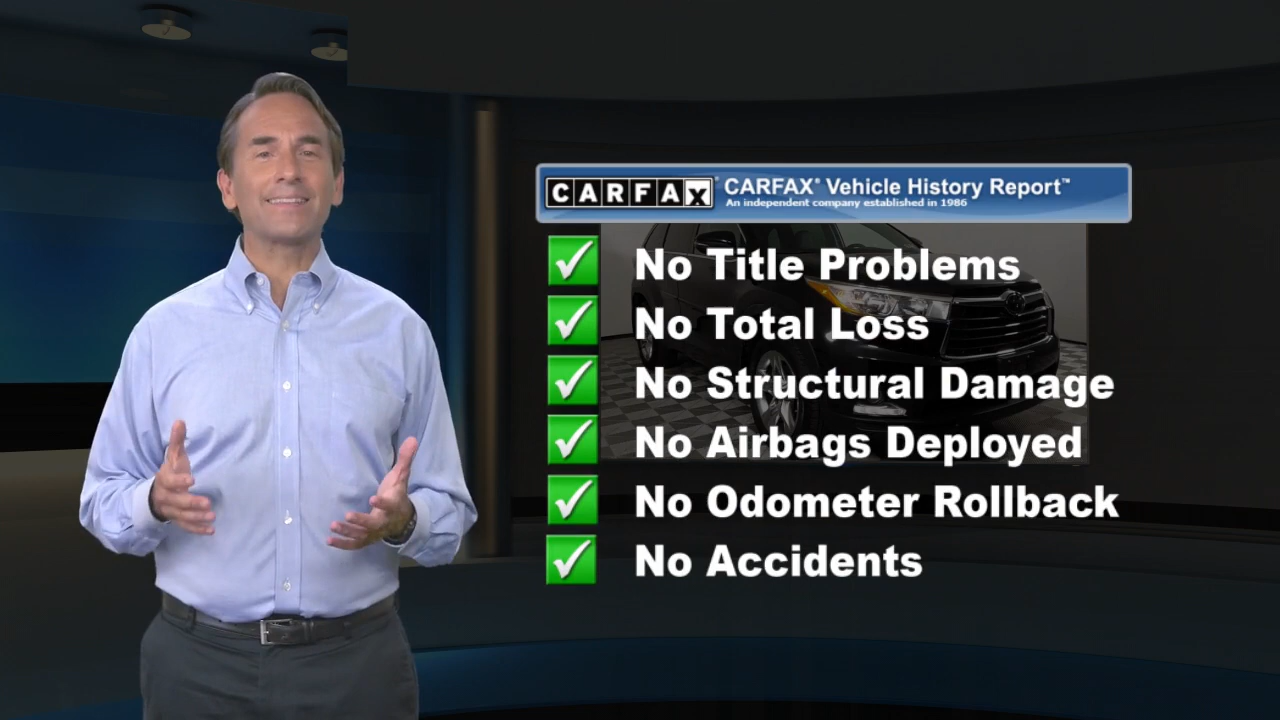 CARFAX® CARFAX® Vehicle History Report™
An independent company established in 1986
No Title Problems
No Total Loss
No Structural Damage
No Airbags Deployed
No Odometer Rollback
No Accidents